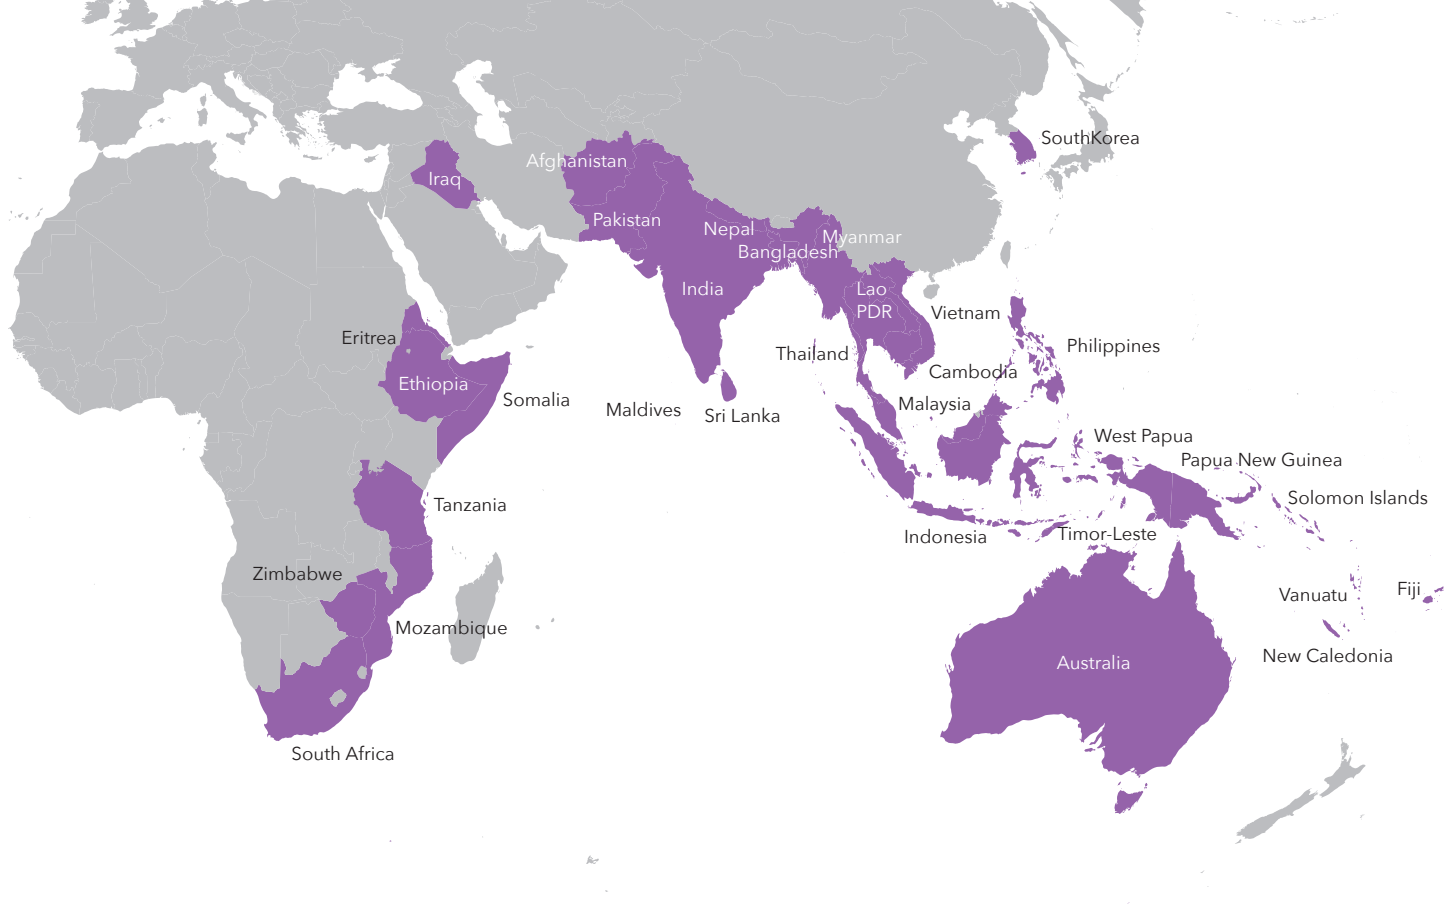 SouthKorea
Afghanistan
Iraq
Pakistan
Nepal
Myanmar
Bangladesh
India
Lao
PDR
Vietnam
Eritrea
Thailand
Philippines
Cambodia
Ethiopia
Somalia
Maldives
Sri Lanka
Malaysia
West Papua
Papua New Guinea
Solomon Islands
Tanzania
Indonesia
Timor-Leste
Zimbabwe
Vanuatu
Fiji
Mozambique
New Caledonia
Australia
South Africa